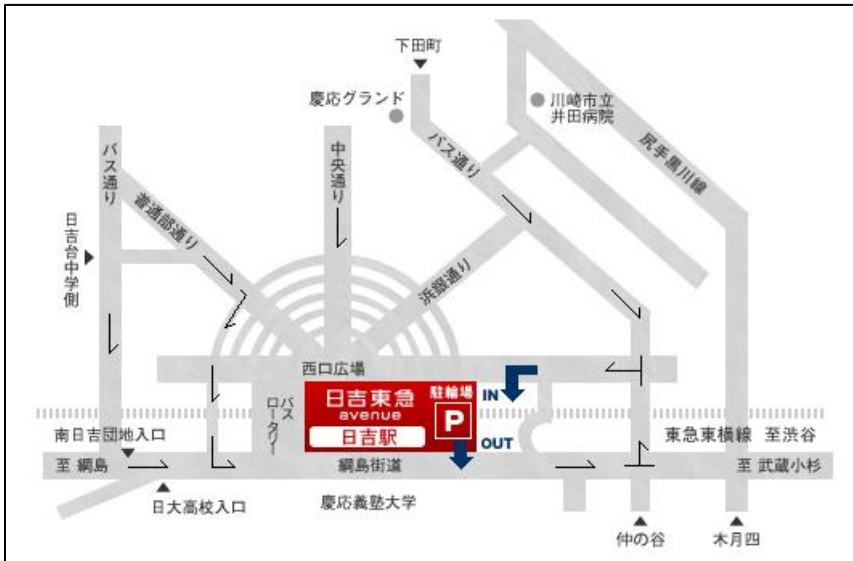 下田町
慶応グランド
川崎市立
井田病院
バス通り
中央通り
バス通り
尻手黒川線
普通部通り
日吉台中学側
浜銀通り
西口広場
バス
ロータリー
日吉東急
avenue
日吉駅
駐輪場
P
IN
OUT
南日吉団地入口
東急東横線 至渋谷
至 綱島
綱島街道
至 武蔵小杉
日大高校入口
慶応義塾大学
仲の谷
木月四